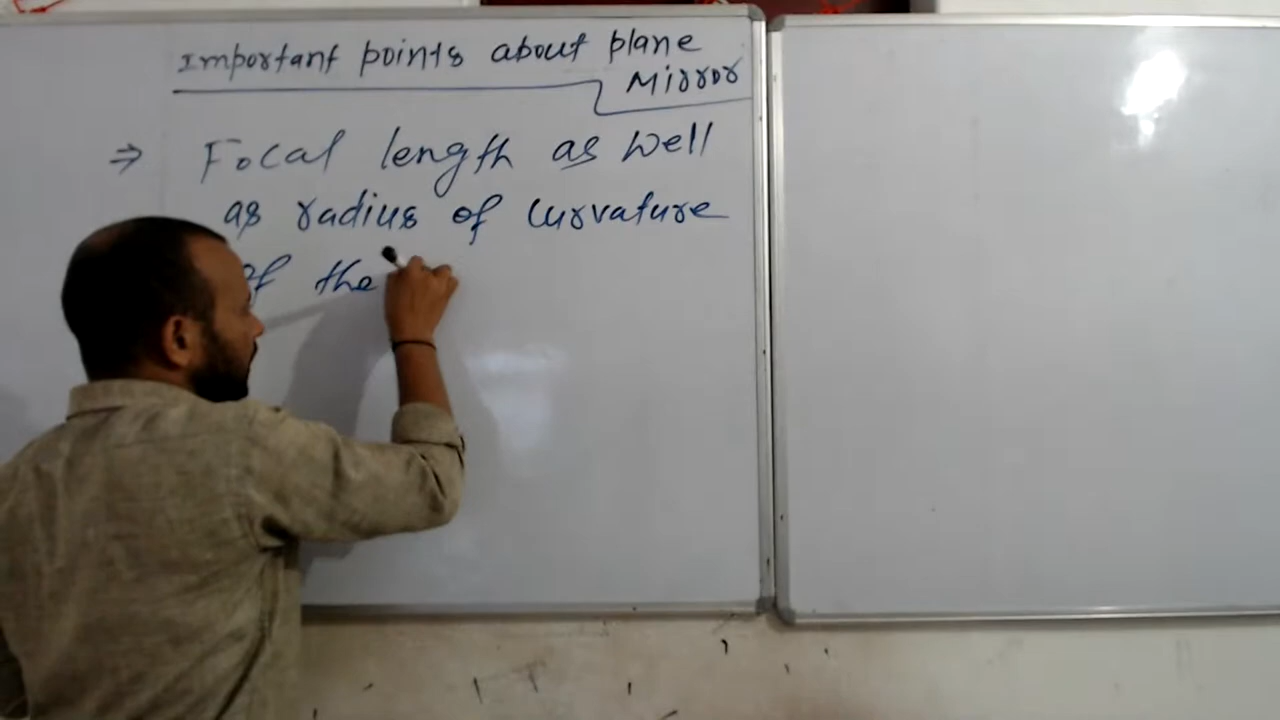 Important points about plane
Mirror
⇒ Focal length as well
as radius of curvature
of the